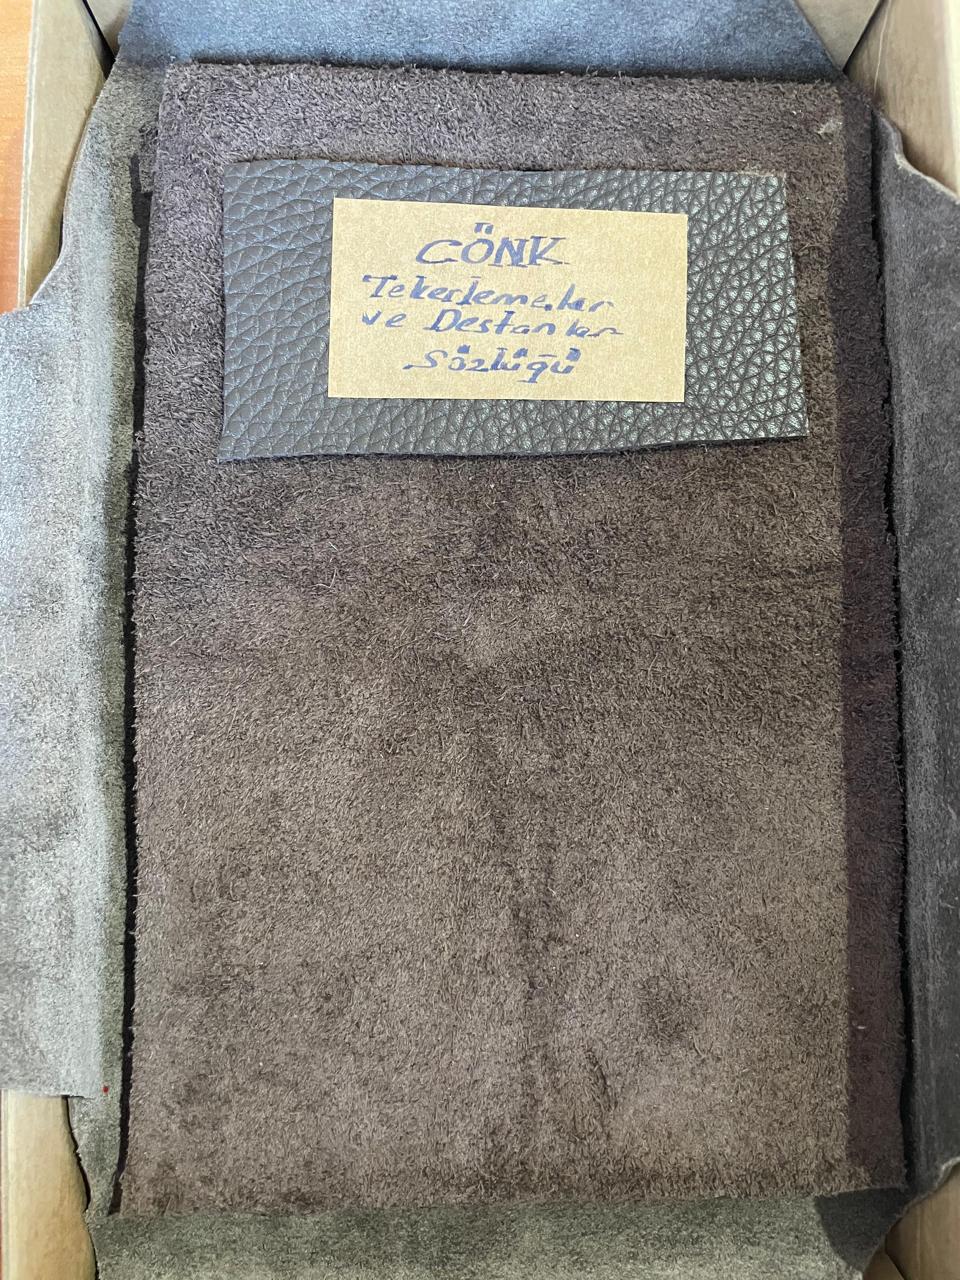 CÖNK
Tekerlemeler
ve Destanlar
Sözlüğü